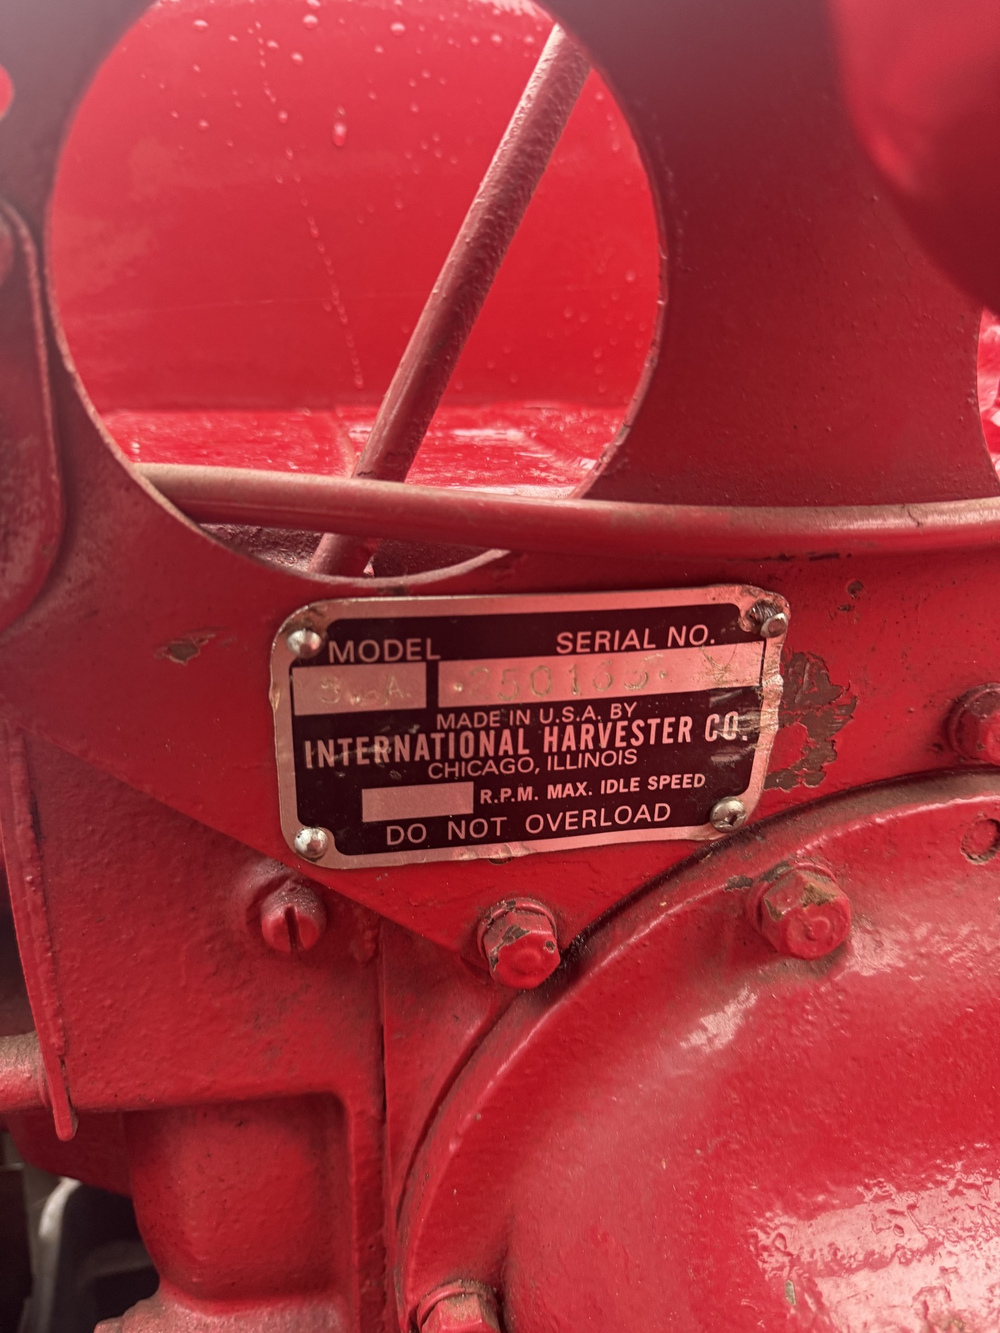 MODEL SERIAL NO.
MADE IN U.S.A. BY
INTERNATIONAL HARVESTER CO.
CHICAGO, ILLINOIS
R.P.M. MAX. IDLE SPEED
DO NOT OVERLOAD